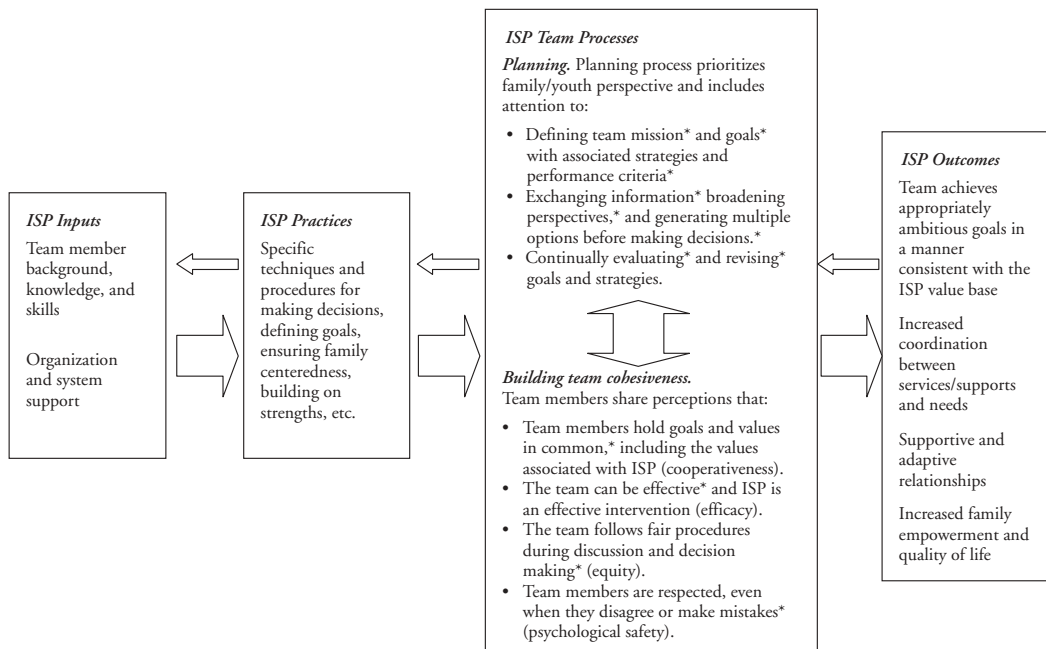 ISP Inputs
Team member
background,
knowledge, and
skills
Organization
and system
support
ISP Practices
Specific
techniques and
procedures for
making decisions,
defining goals,
ensuring family
centeredness,
building on
strengths, etc.
ISP Team Processes
Planning. Planning process prioritizes
family/youth perspective and includes
attention to:
• Defining team mission* and goals*
with associated strategies and
performance criteria*
• Exchanging information* broadening
perspectives,* and generating multiple
options before making decisions.*
• Continually evaluating* and revising*
goals and strategies.
Building team cohesiveness.
Team members share perceptions that:
• Team members hold goals and values
in common,* including the values
associated with ISP (cooperativeness).
• The team can be effective* and ISP is
an effective intervention (efficacy).
• The team follows fair procedures
during discussion and decision
making* (equity).
• Team members are respected, even
when they disagree or make mistakes*
(psychological safety).
ISP Outcomes
Team achieves
appropriately
ambitious goals in
a manner
consistent with the
ISP value base
Increased
coordination
between
services/supports
and needs
Supportive and
adaptive
relationships
Increased family
empowerment and
quality of life